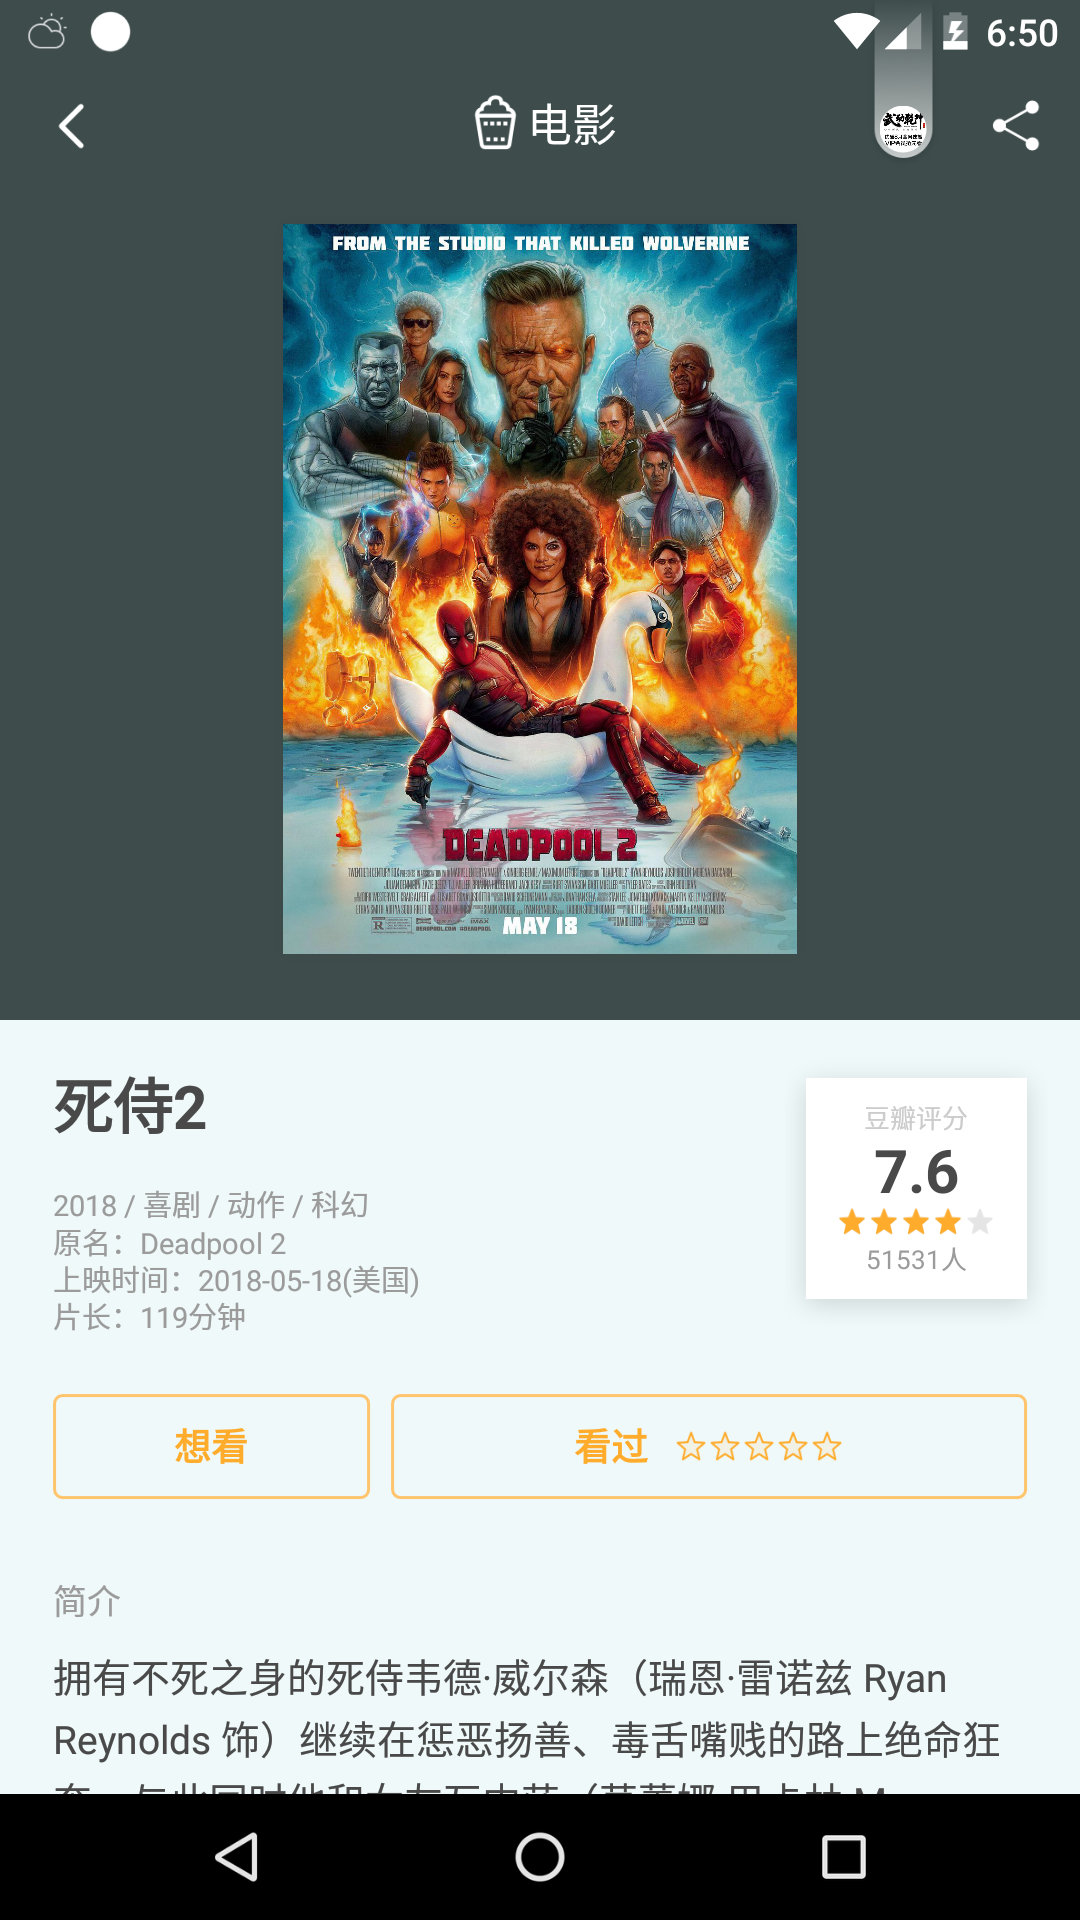 6:50
电影
FROM THE STUDIO THAT KILLED WOLVERINE
DEADPOOL 2
MAY 18
死侍2
豆瓣评分
7.6
51531人
2018 / 喜剧 / 动作 / 科幻
原名：Deadpool 2
上映时间：2018-05-18(美国)
片长：119分钟
想看
看过
简介
拥有不死之身的死侍韦德·威尔森（瑞恩·雷诺兹 Ryan
Reynolds 饰）继续在惩恶扬善、毒舌嘴贱的路上绝命狂